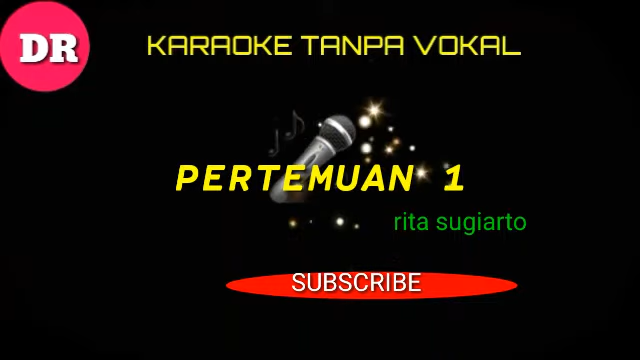 DR
KARAOKE TANPA VOKAL
PERTEMUAN 1
rita sugiarto
SUBSCRIBE